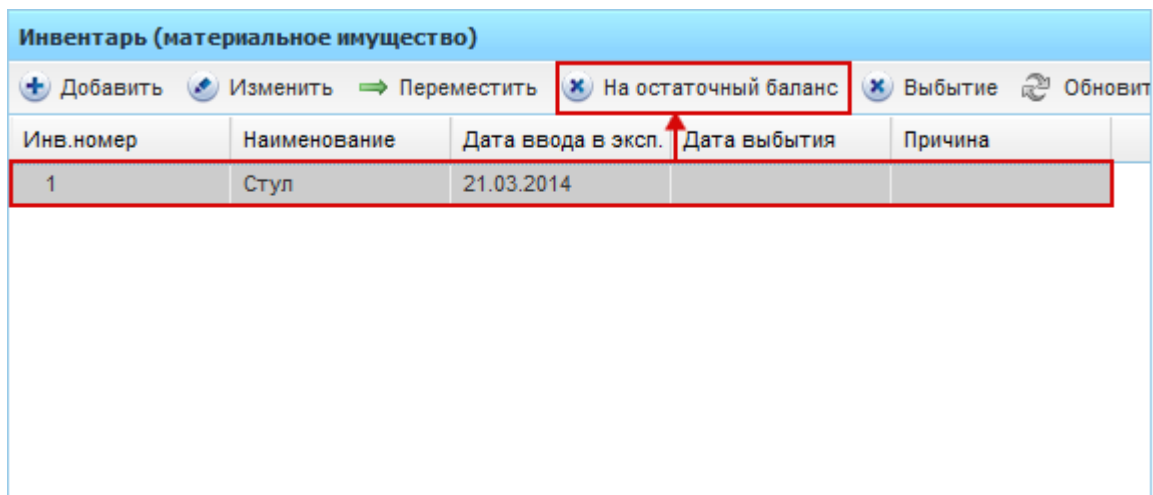 Инвентарь (материальное имущество)
Добавить Изменить Переместить На остаточный баланс Выбытие Обновит
Инв.номер Наименование Дата ввода в эксп. Дата выбытия Причина
1 Стул 21.03.2014